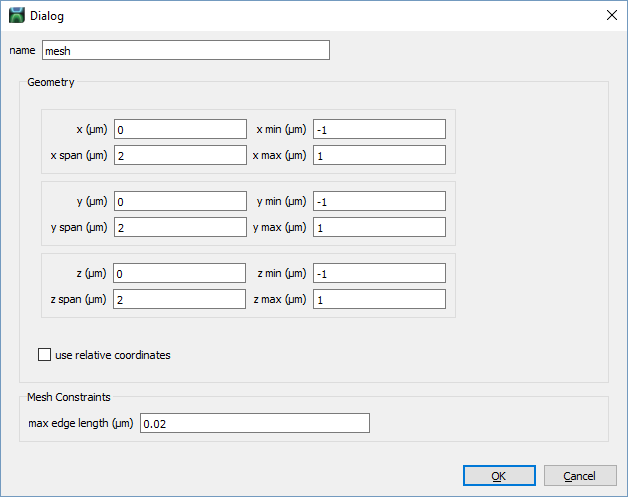 Dialog
name mesh
Geometry
x (µm) 0 x min (µm) -1
x span (µm) 2 x max (µm) 1
y (µm) 0 y min (µm) -1
y span (µm) 2 y max (µm) 1
z (µm) 0 z min (µm) -1
z span (µm) 2 z max (µm) 1
use relative coordinates
Mesh Constraints
max edge length (µm) 0.02
OK Cancel